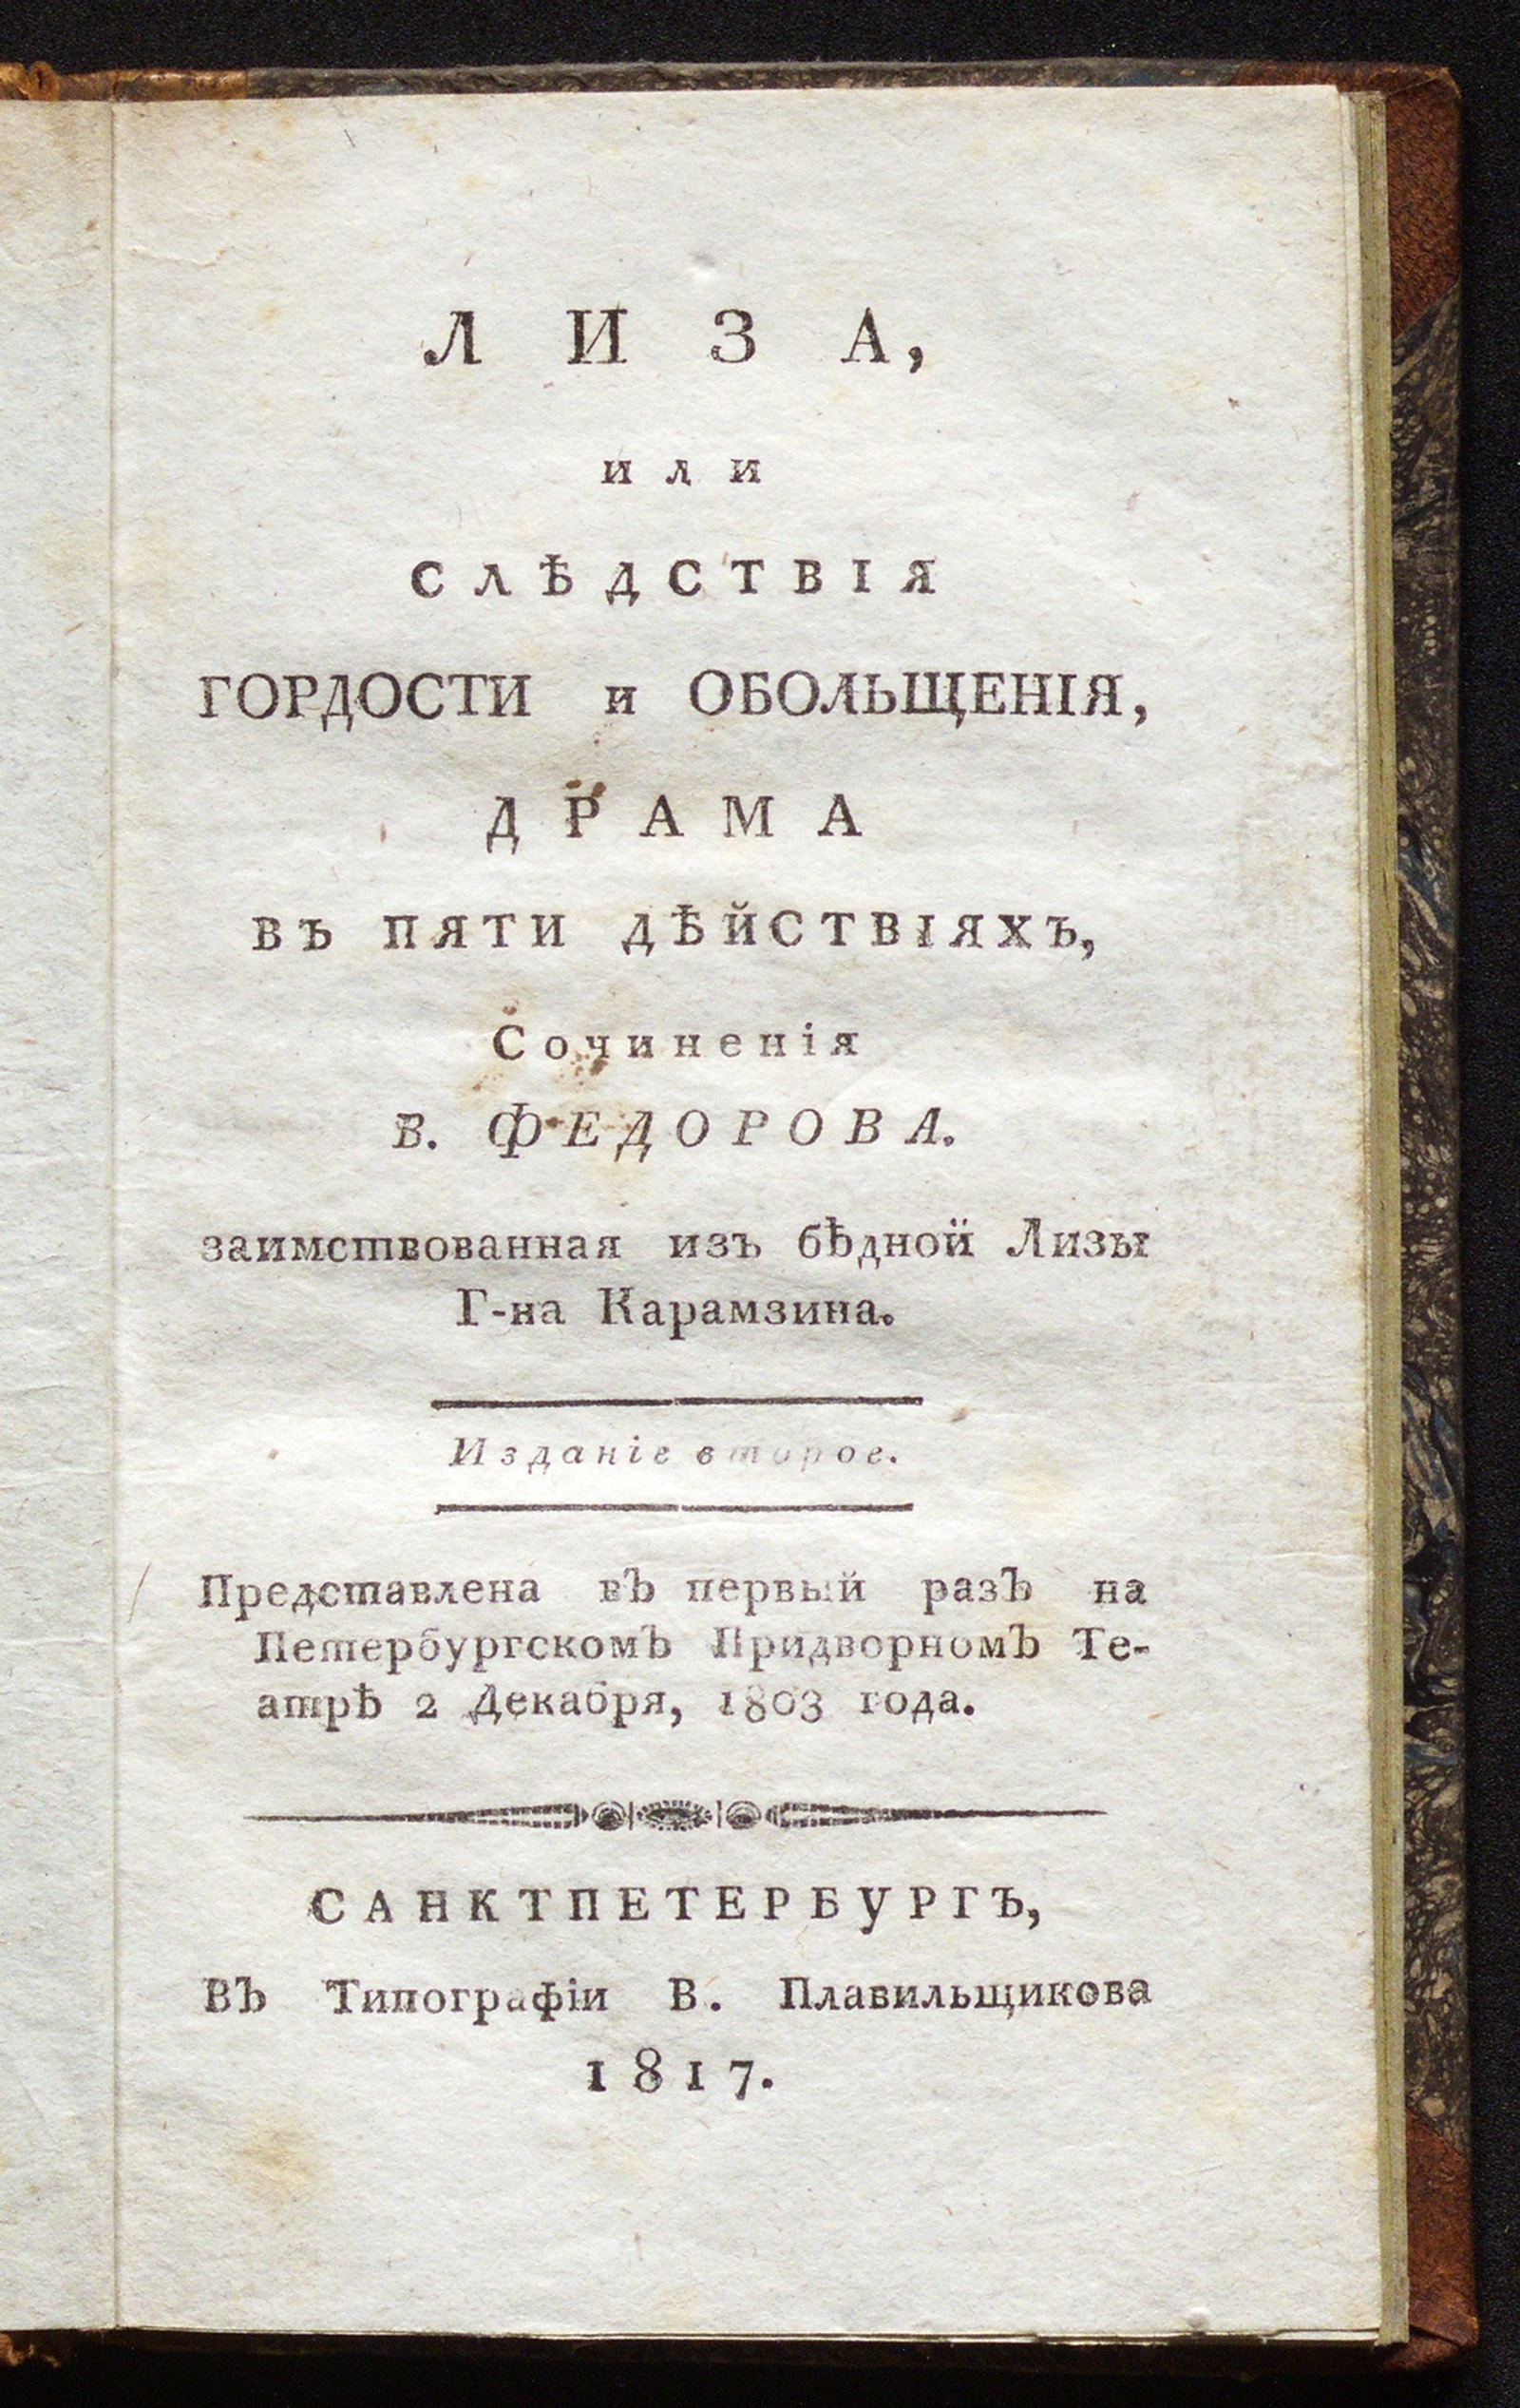 ЛИЗА,
или
СЛѢДСТВІЯ
ГОРДОСТИ и ОБОЛЬЩЕНІЯ,
ДРАМА
ВЪ ПЯТИ ДѢЙСТВІЯХЪ,
Сочиненія
В. ФЕДОРОВА.
заимствованная изъ бѣдной Лизы
Г-на Карамзина.
Изданіе второе.
Представлена въ первый разъ на
Петербургскомъ Придворномъ Те-
атрѣ 2 Декабря, 1803 года.
САНКТПЕТЕРБУРГЪ,
Въ Типографіи В. Плавильщикова
1817.